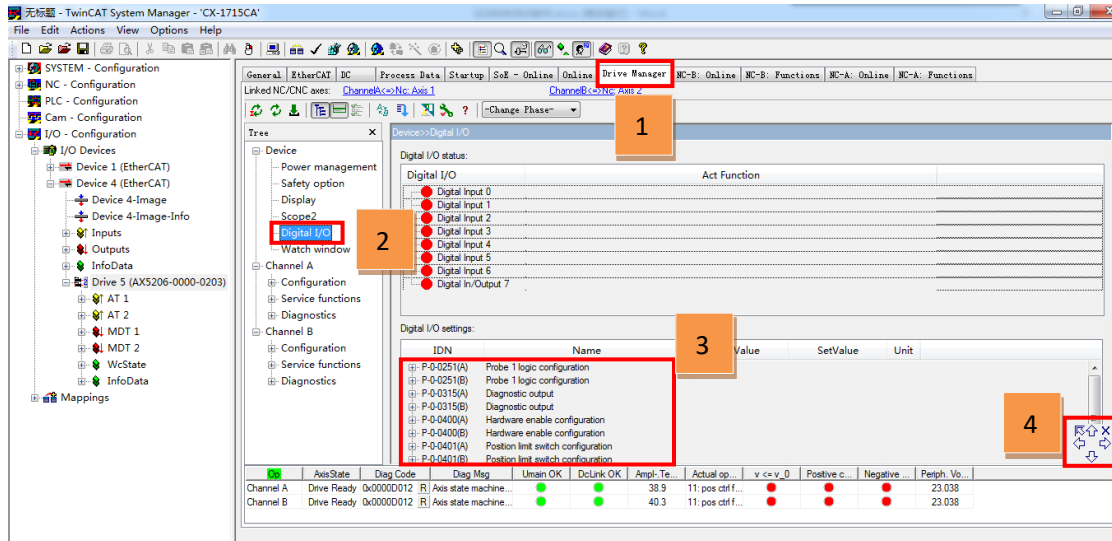 无标题 - TwinCAT System Manager - 'CX-1715CA'
File Edit Actions View Options Help
SYSTEM - Configuration
NC - Configuration
PLC - Configuration
Cam - Configuration
I/O - Configuration
I/O Devices
Device 1 (EtherCAT)
Device 4 (EtherCAT)
Device 4-Image
Device 4-Image-Info
Inputs
Outputs
InfoData
Drive 5 (AX5206-0000-0203)
AT 1
AT 2
MDT 1
MDT 2
WcState
InfoData
Mappings
General EtherCAT DC Process Data Startup SoE - Online Online Drive Manager NC-B: Online NC-B: Functions NC-A: Online NC-A: Functions
Linked NC/CNC axes: ChannelA<=>Nc: Axis 1 ChannelB<=>Nc: Axis 2
-Change Phase-
1
Tree X
Device
Power management
Safety option
Display
Scope2
Digital I/O
Watch window
Channel A
Configuration
Service functions
Diagnostics
Channel B
Configuration
Service functions
Diagnostics
2
Device>>Digital I/O
Digital I/O status:
Digital I/O Act Function
Digital Input 0
Digital Input 1
Digital Input 2
Digital Input 3
Digital Input 4
Digital Input 5
Digital Input 6
Digital In/Output 7
Digital I/O settings:
3
IDN Name Value SetValue Unit
P-0-0251(A) Probe 1 logic configuration
P-0-0251(B) Probe 1 logic configuration
P-0-0315(A) Diagnostic output
P-0-0315(B) Diagnostic output
P-0-0400(A) Hardware enable configuration
P-0-0400(B) Hardware enable configuration
P-0-0401(A) Position limit switch configuration
P-0-0401(B) Position limit switch configuration
4
Op AxisState Diag Code Diag Msg Umain OK DcLink OK Ampl- Te... Actual op... v <= v_0 Positive c... Negative ... Periph. Vo...
Channel A Drive Ready 0x0000D012 R Axis state machine... 38.9 11: pos ctrl f... 23.038
Channel B Drive Ready 0x0000D012 R Axis state machine... 40.3 11: pos ctrl f... 23.038